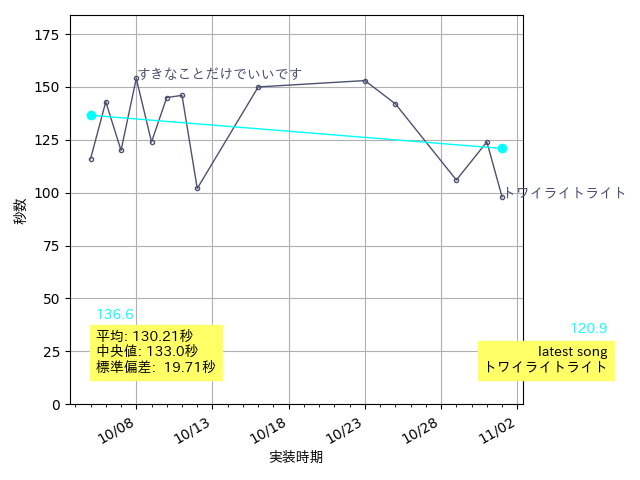 175
150
125
100
75
50
25
0
秒数
すきなことだけでいいです
トワイライトライト
136.6
平均: 130.21秒
中央値: 133.0秒
標準偏差: 19.71秒
120.9
latest song
トワイライトライト
10/08
10/13
10/18
10/23
10/28
11/02
実装時期